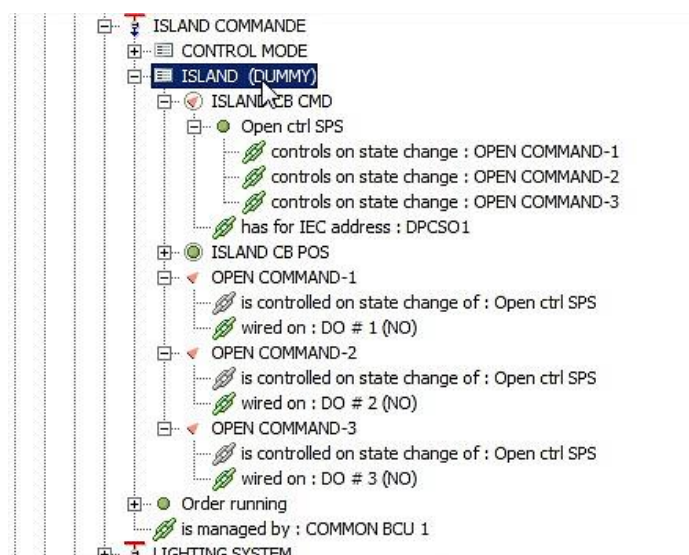 ISLAND COMMANDE
CONTROL MODE
ISLAND (DUMMY)
ISLAND CB CMD
Open ctrl SPS
controls on state change : OPEN COMMAND-1
controls on state change : OPEN COMMAND-2
controls on state change : OPEN COMMAND-3
has for IEC address : DPCSO1
ISLAND CB POS
OPEN COMMAND-1
is controlled on state change of : Open ctrl SPS
wired on : DO # 1 (NO)
OPEN COMMAND-2
is controlled on state change of : Open ctrl SPS
wired on : DO # 2 (NO)
OPEN COMMAND-3
is controlled on state change of : Open ctrl SPS
wired on : DO # 3 (NO)
Order running
is managed by : COMMON BCU 1
LIGHTING SYSTEM